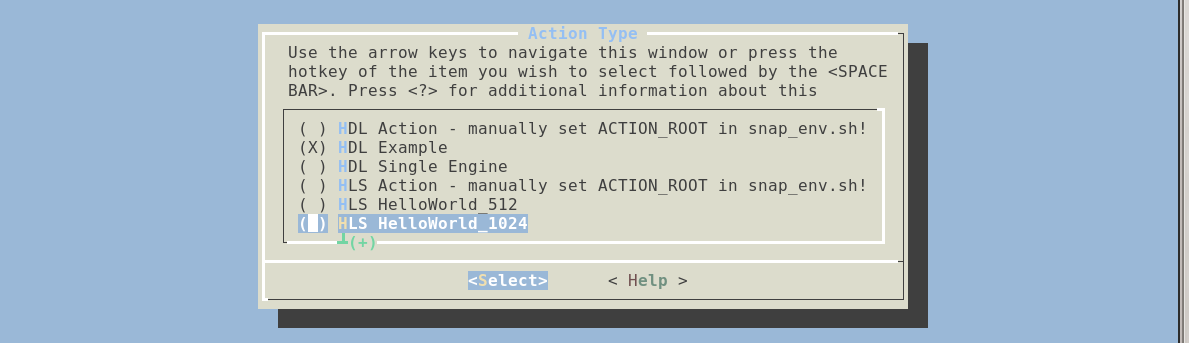 Action Type
Use the arrow keys to navigate this window or press the
hotkey of the item you wish to select followed by the <SPACE
BAR>. Press <?> for additional information about this
( ) HDL Action - manually set ACTION_ROOT in snap_env.sh!
(X) HDL Example
( ) HDL Single Engine
( ) HLS Action - manually set ACTION_ROOT in snap_env.sh!
( ) HLS HelloWorld_512
( ) HLS HelloWorld_1024
(+)
<Select> < Help >